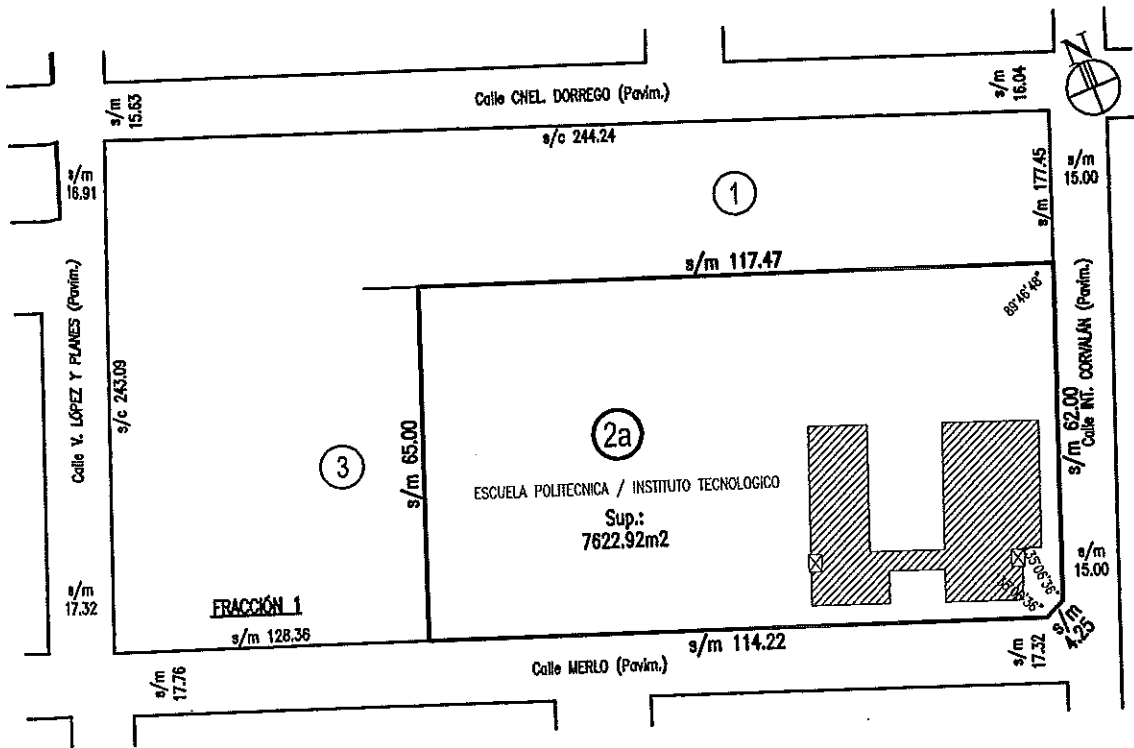 N
s/m
15.63
Calle CNEL. DORREGO (Pavim.)
s/m
16.04
s/c 244.24
s/m
16.91
1
s/m 177.45
s/m
15.00
s/m 117.47
89°46'48"
Calle V. LÓPEZ Y PLANES (Pavim.)
s/c 243.09
3
s/m 65.00
2a
ESCUELA POLITECNICA / INSTITUTO TECNOLOGICO
Sup.:
7622.92m2
s/m 62.00
Calle INT. CORVALÁN (Pavim.)
s/m
17.32
FRACCIÓN 1
s/m 128.36
s/m
15.00
s/m 114.22
s/m
4.25
s/m
17.32
s/m
17.76
Calle MERLO (Pavim.)